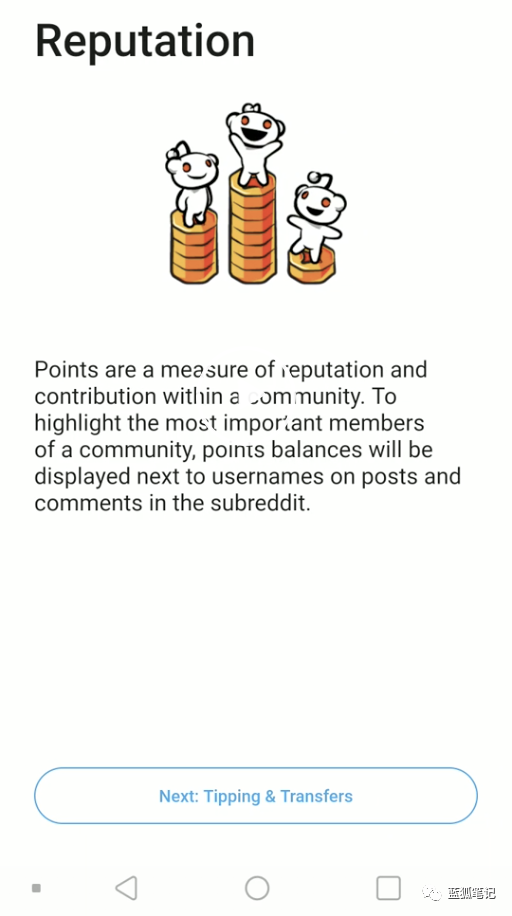 Reputation
Points are a measure of reputation and
contribution within a community. To
highlight the most important members
of a community, points balances will be
displayed next to usernames on posts and
comments in the subreddit.
Next: Tipping & Transfers
蓝狐笔记